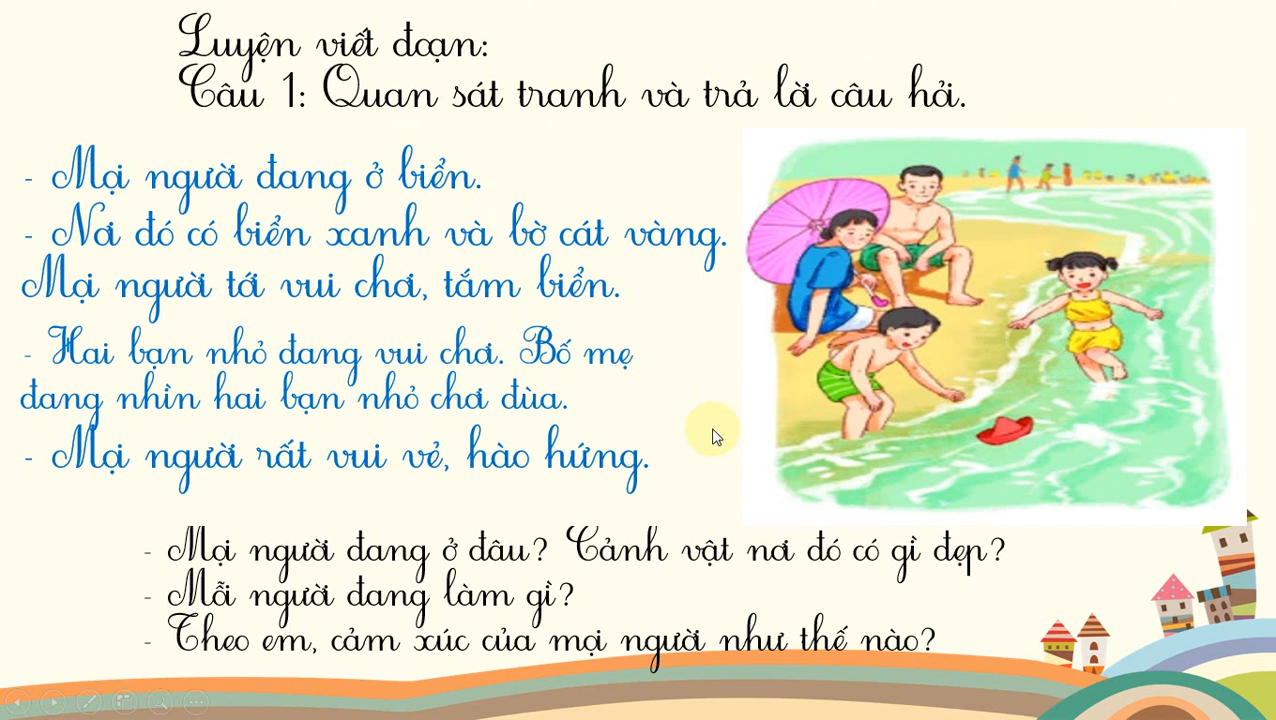 Luyện viết đoạn:
Câu 1: Quan sát tranh và trả lời câu hỏi.
- Mọi người đang ở biển.
- Nơi đó có biển xanh và bờ cát vàng.
Mọi người tới vui chơi, tắm biển.
- Hai bạn nhỏ đang vui chơi. Bố mẹ
đang nhìn hai bạn nhỏ chơi đùa.
- Mọi người rất vui vẻ, hào hứng.
- Mọi người đang ở đâu? Cảnh vật nơi đó có gì đẹp?
- Mỗi người đang làm gì?
- Theo em, cảm xúc của mọi người như thế nào?